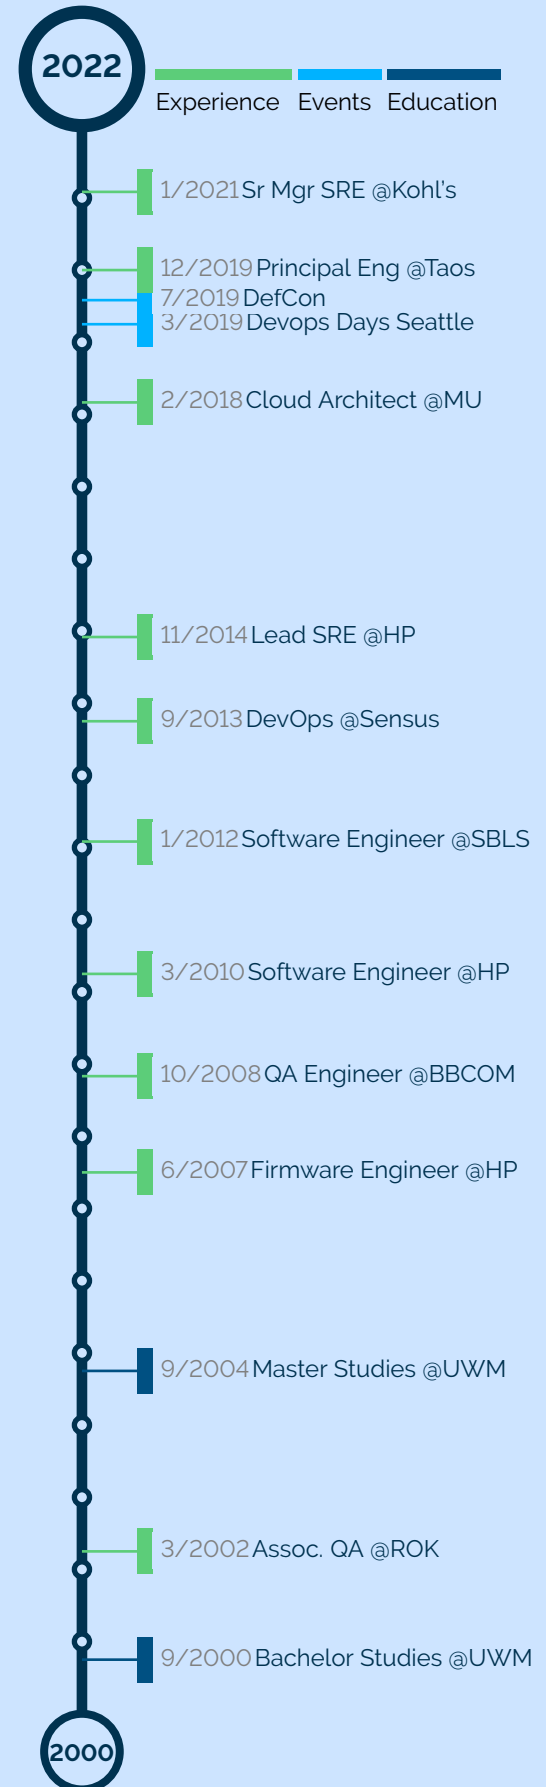 2022
Experience Events Education
1/2021 Sr Mgr SRE @Kohl's
12/2019 Principal Eng @Taos
7/2019 DefCon
3/2019 Devops Days Seattle
2/2018 Cloud Architect @MU
11/2014 Lead SRE @HP
9/2013 DevOps @Sensus
1/2012 Software Engineer @SBLS
3/2010 Software Engineer @HP
10/2008 QA Engineer @BBCOM
6/2007 Firmware Engineer @HP
9/2004 Master Studies @UWM
3/2002 Assoc. QA @ROK
9/2000 Bachelor Studies @UWM
2000